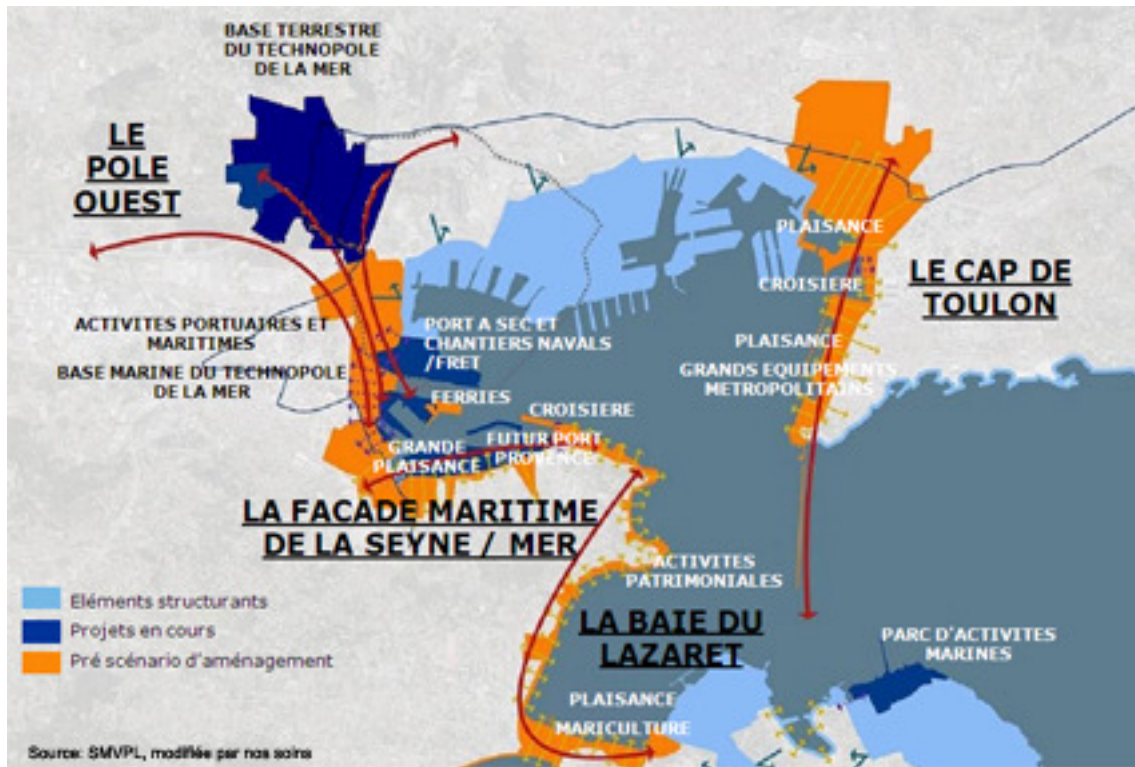 BASE TERRESTRE
DU TECHNOPOLE
DE LA MER
LE
POLE
OUEST
PLAISANCE
CROISIERE
LE CAP DE
TOULON
ACTIVITES PORTUAIRES ET
MARITIMES
BASE MARINE DU TECHNOPOLE
DE LA MER
PORT A SEC ET
CHANTIERS NAVALS
/FRET
PLAISANCE
GRANDS EQUIPEMENTS
METROPOLITAINS
FERRIES
CROISIERE
GRANDE
PLAISANCE
FUTUR PORT
PROVENCE
LA FACADE MARITIME
DE LA SEYNE / MER
ACTIVITES
PATRIMONIALES
LA BAIE DU
LAZARET
PARC D'ACTIVITES
MARINES
PLAISANCE
MARICULTURE
Eléments structurants
Projets en cours
Pré scénario d'aménagement
Source: SMVPL, modifiée par nos soins